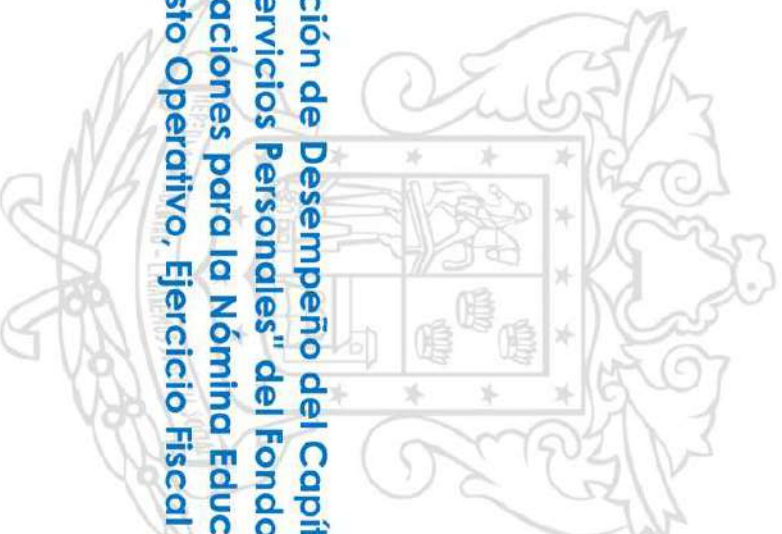 ción de Desempeño del Capít
ervicios Personales" del Fondo
aciones para la Nómina Educ
sto Operativo, Ejercicio Fiscal